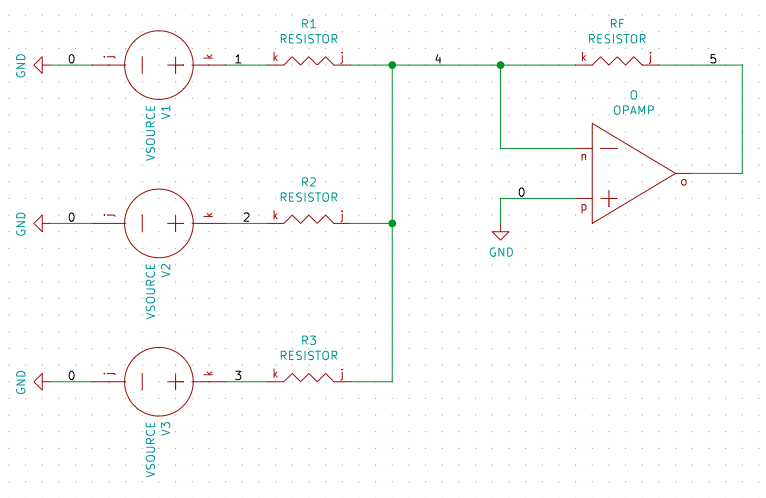 R1
RESISTOR
RF
RESISTOR
GND
0
j
k
1
k
j
4
k
j
5
VSOURCE
V1
O
OPAMP
n
0
p
o
GND
R2
RESISTOR
GND
0
j
k
2
k
j
VSOURCE
V2
R3
RESISTOR
GND
0
j
k
3
k
j
VSOURCE
V3